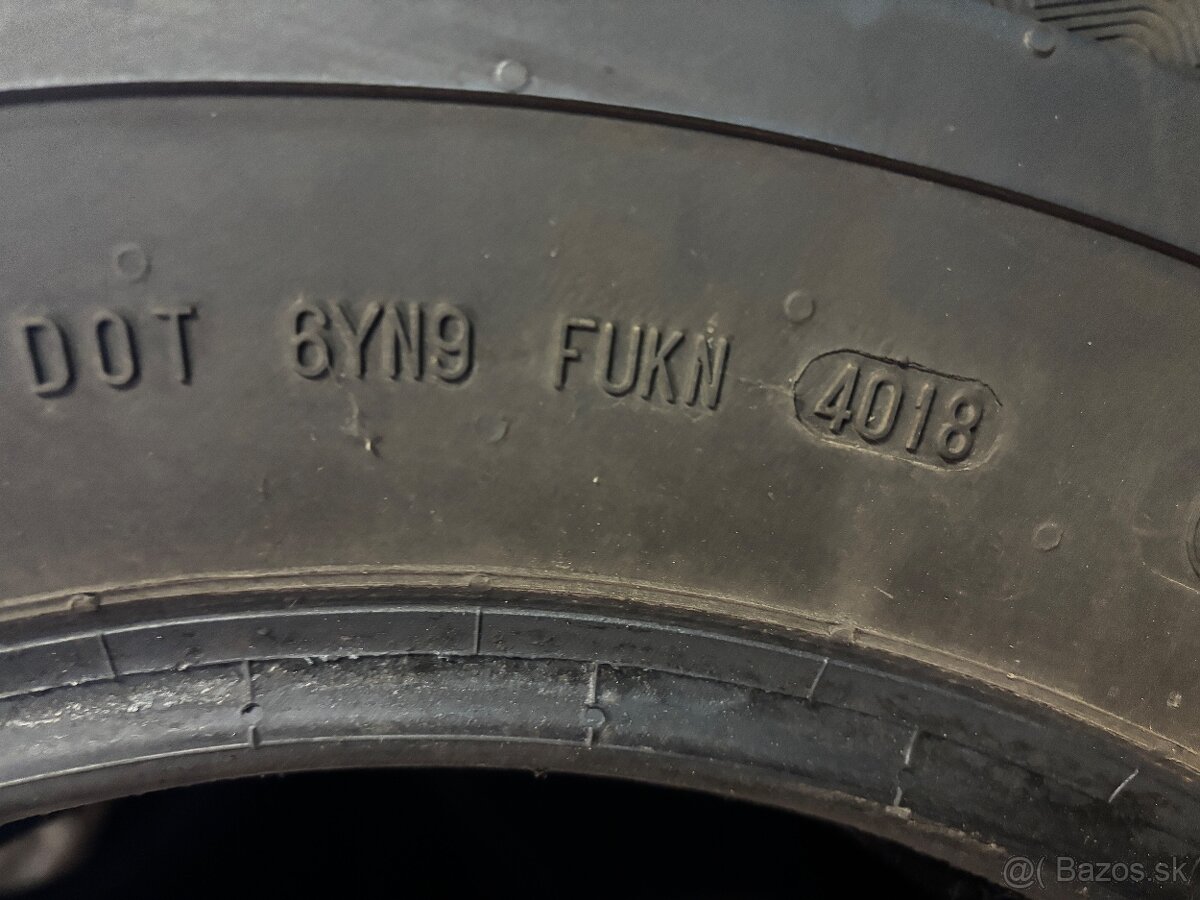 DOT 6YN9 FUKN 4018
@( Bazos.sk